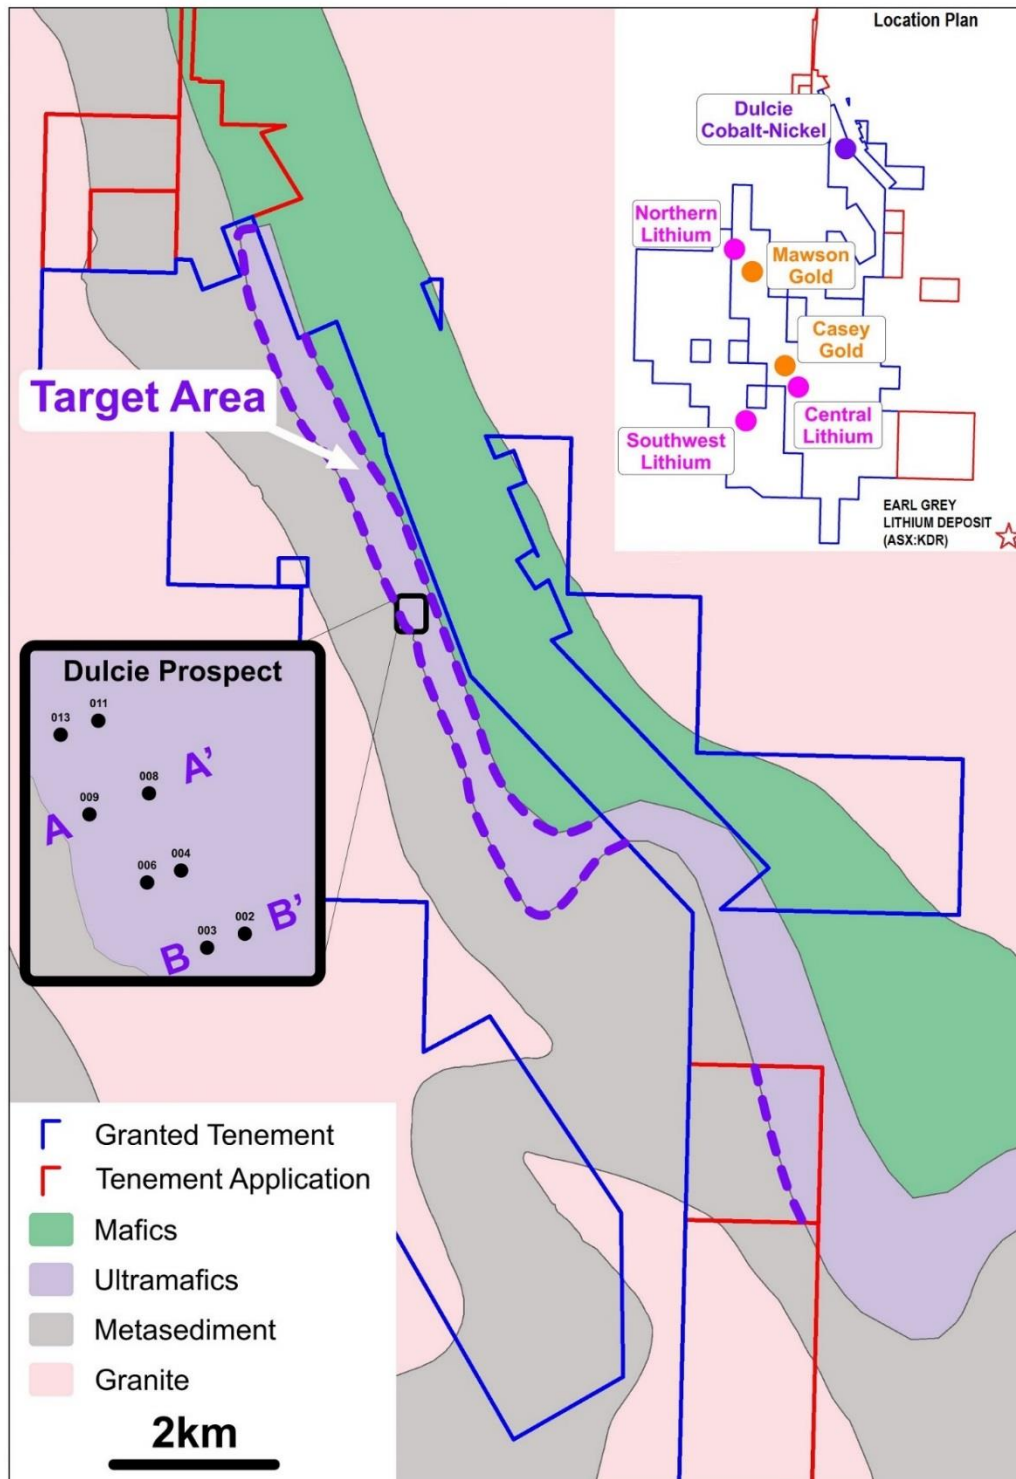 Location Plan
Dulcie
Cobalt-Nickel
Northern
Lithium
Mawson
Gold
Casey
Gold
Central
Lithium
Southwest
Lithium
EARL GREY
LITHIUM DEPOSIT
(ASX:KDR)
Target Area
Dulcie Prospect
011
013
008
A'
009
A
004
006
002
B'
003
B
Granted Tenement
Tenement Application
Mafics
Ultramafics
Metasediment
Granite
2km